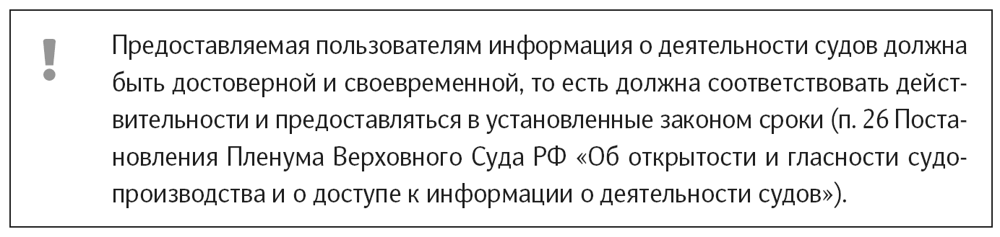 Предоставляемая пользователям информация о деятельности судов должна
быть достоверной и своевременной, то есть должна соответствовать дейст-
вительности и предоставляться в установленные законом сроки (п. 26 Поста-
новления Пленума Верховного Суда РФ «Об открытости и гласности судо-
производства и о доступе к информации о деятельности судов»).